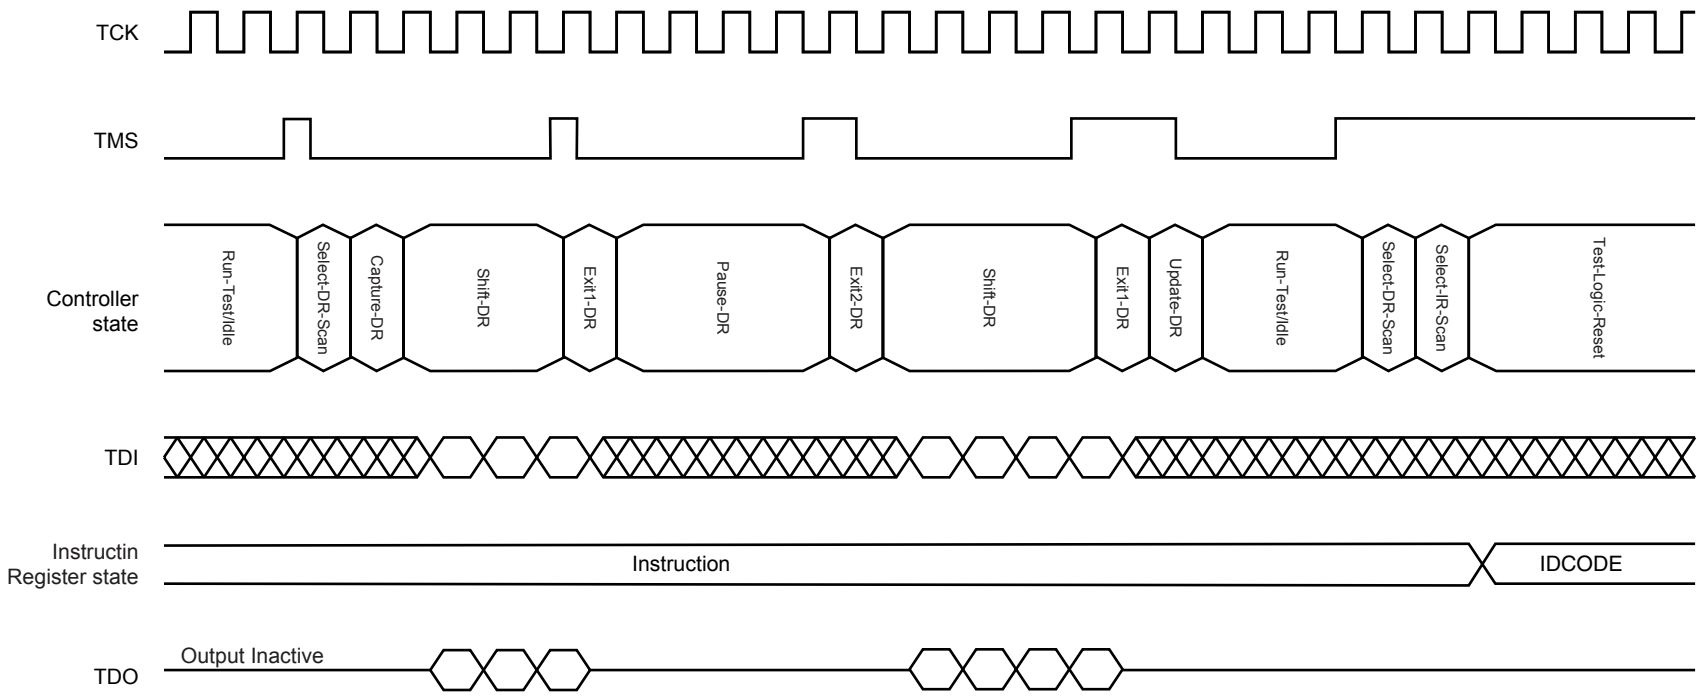 TCK
TMS
Controller
state
Run-Test/Idle
Select-DR-Scan
Capture-DR
Shift-DR
Exit1-DR
Pause-DR
Exit2-DR
Shift-DR
Exit1-DR
Update-DR
Run-Test/Idle
Select-DR-Scan
Select-IR-Scan
Test-Logic-Reset
TDI
Instructin
Register state
Instruction
IDCODE
TDO
Output Inactive